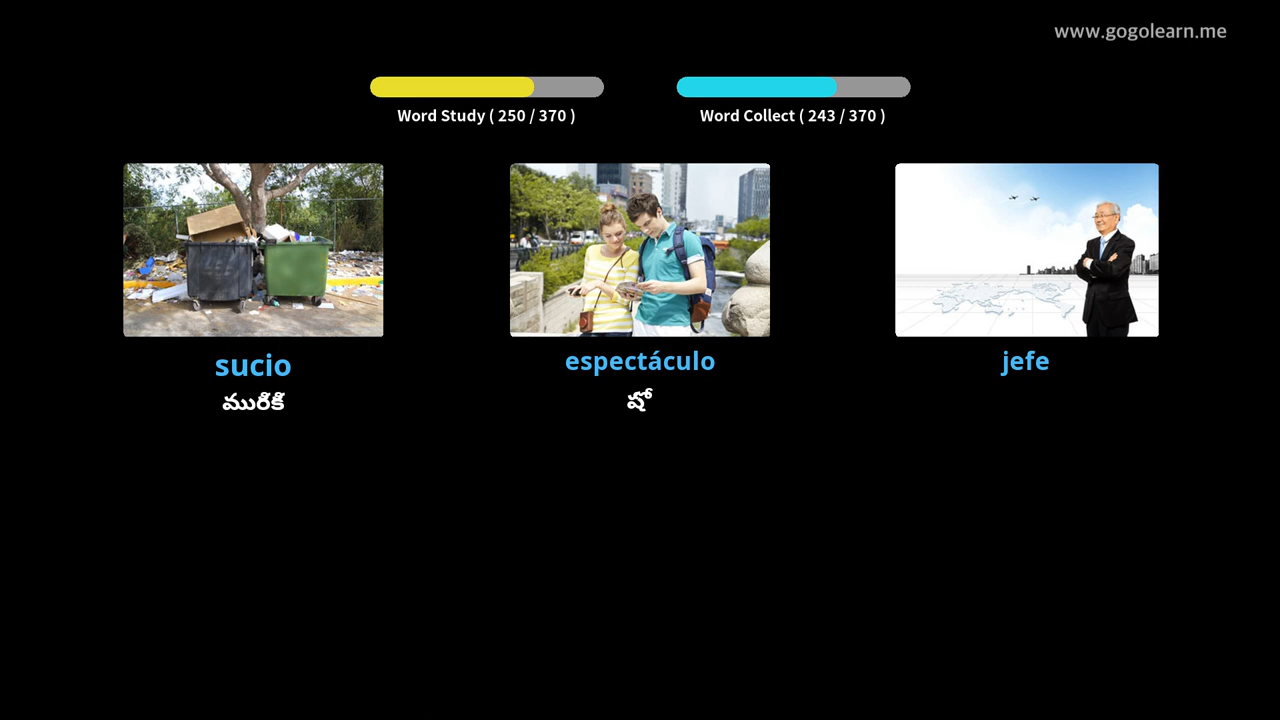 www.gogolearn.me
Word Study ( 250 / 370 )
Word Collect ( 243 / 370 )
sucio
espectáculo
jefe
మురికి
షో